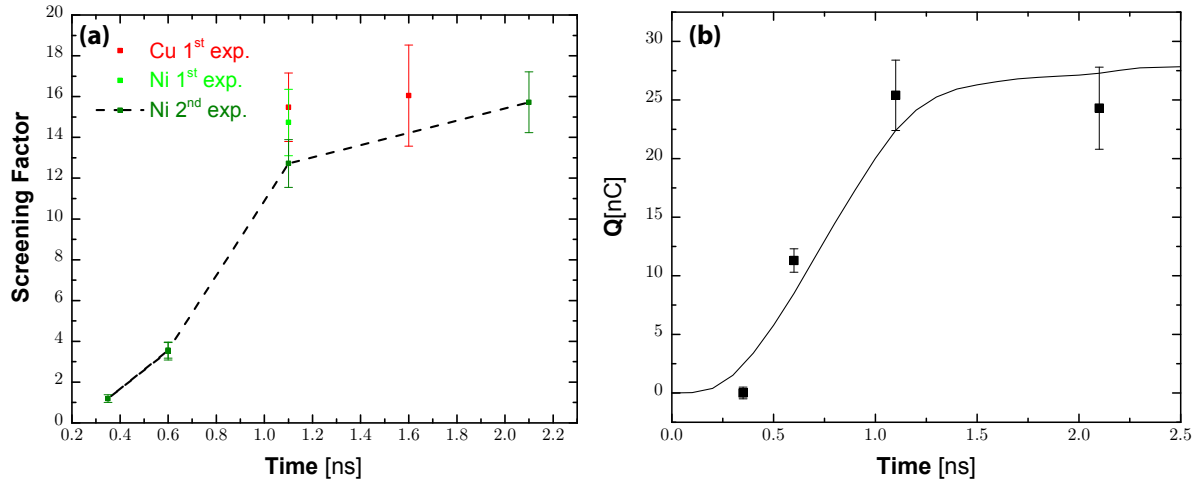 (a)
Cu 1st exp.
Ni 1st exp.
Ni 2nd exp.
Screening Factor
20
18
16
14
12
10
8
6
4
2
0
0.2 0.4 0.6 0.8 1.0 1.2 1.4 1.6 1.8 2.0 2.2
Time [ns]
(b)
Q[nC]
30
25
20
15
10
5
0
0.0 0.5 1.0 1.5 2.0 2.5
Time [ns]